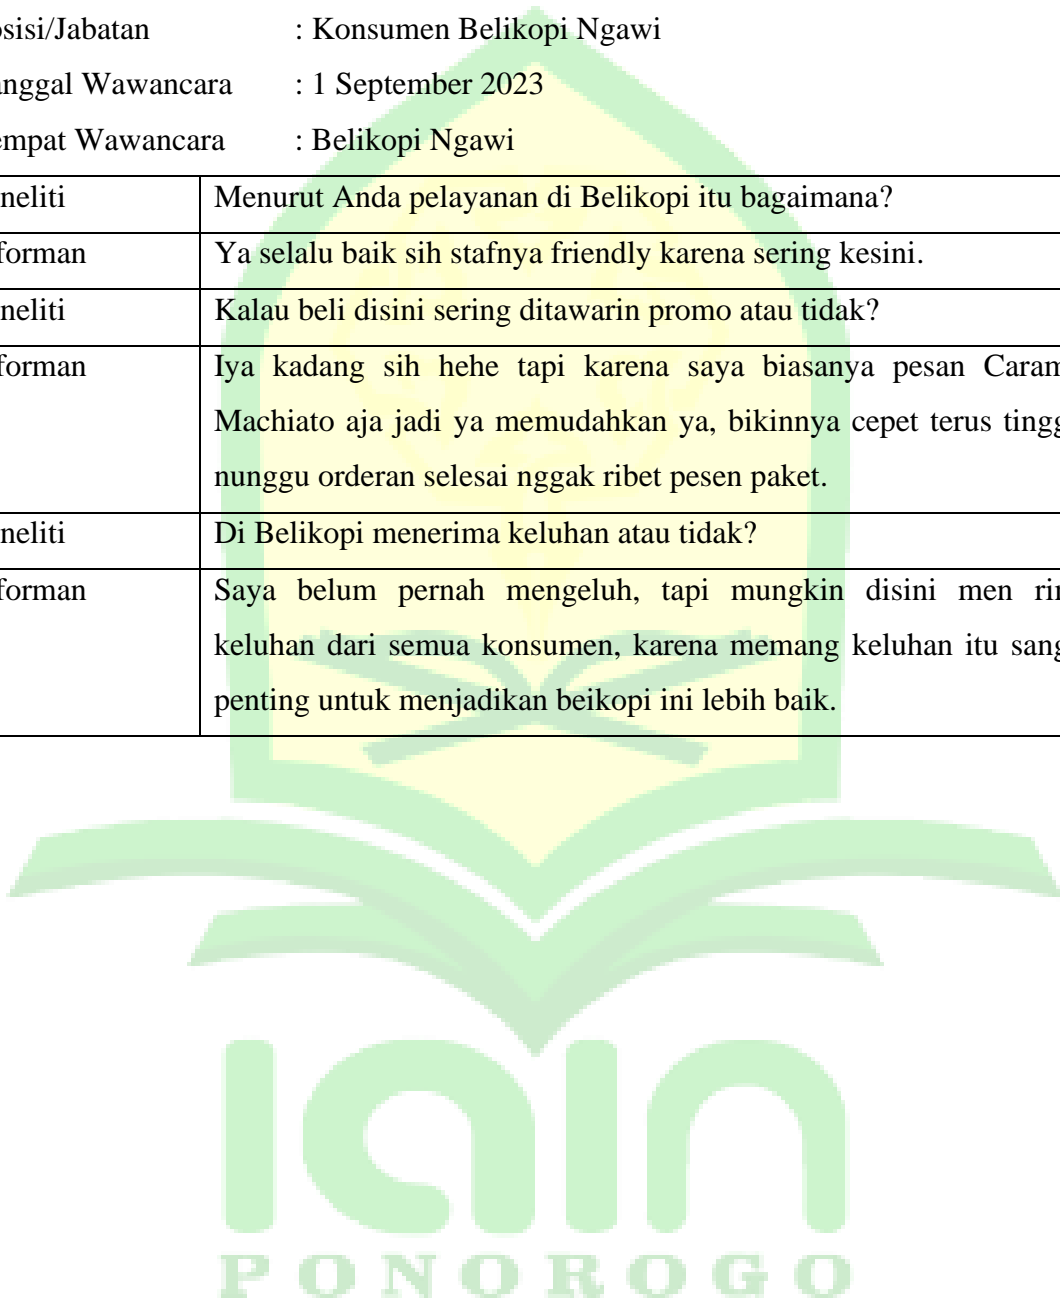 osisi/Jabatan : Konsumen Belikopi Ngawi
anggal Wawancara : 1 September 2023
empat Wawancara : Belikopi Ngawi
neliti Menurut Anda pelayanan di Belikopi itu bagaimana?
forman Ya selalu baik sih stafnya friendly karena sering kesini.
neliti Kalau beli disini sering ditawarin promo atau tidak?
forman Iya kadang sih hehe tapi karena saya biasanya pesan Caram
Machiato aja jadi ya memudahkan ya, bikinnya cepet terus tingg
nunggu orderan selesai nggak ribet pesen paket.
neliti Di Belikopi menerima keluhan atau tidak?
forman Saya belum pernah mengeluh, tapi mungkin disini men rim
keluhan dari semua konsumen, karena memang keluhan itu sang
penting untuk menjadikan beikopi ini lebih baik.
iain
PONOROGO